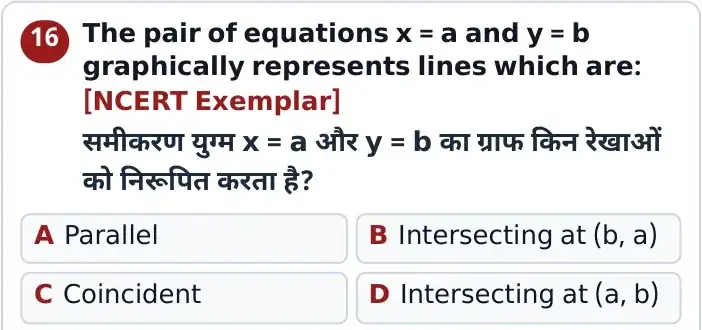 16 The pair of equations x = a and y = b
graphically represents lines which are:
[NCERT Exemplar]
समीकरण युग्म x = a और y = b का ग्राफ किन रेखाओं
को निरूपित करता है?
A Parallel
B Intersecting at (b, a)
C Coincident
D Intersecting at (a, b)